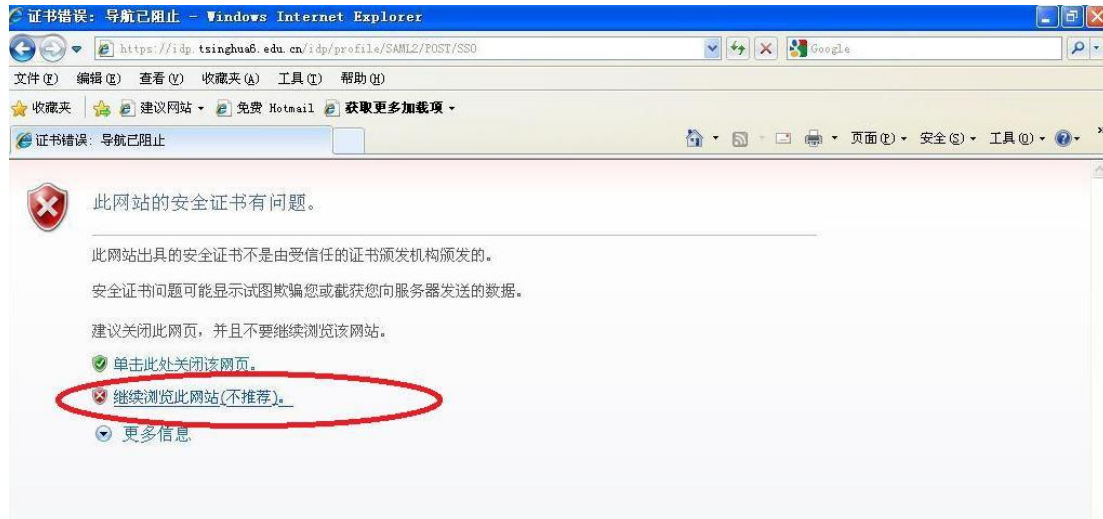 证书错误: 导航已阻止 - Windows Internet Explorer
https://idp.tsinghua6.edu.cn/idp/profile/SAML2/POST/SSO
Google
文件(F) 编辑(E) 查看(V) 收藏夹(A) 工具(T) 帮助(H)
收藏夹 建议网站 免费 Hotmail 获取更多加载项
证书错误: 导航已阻止
页面(P) 安全(S) 工具(O)
此网站的安全证书有问题。
此网站出具的安全证书不是由受信任的证书颁发机构颁发的。
安全证书问题可能显示试图欺骗您或截获您向服务器发送的数据。
建议关闭此网页，并且不要继续浏览该网站。
单击此处关闭该网页。
继续浏览此网站(不推荐)。
更多信息